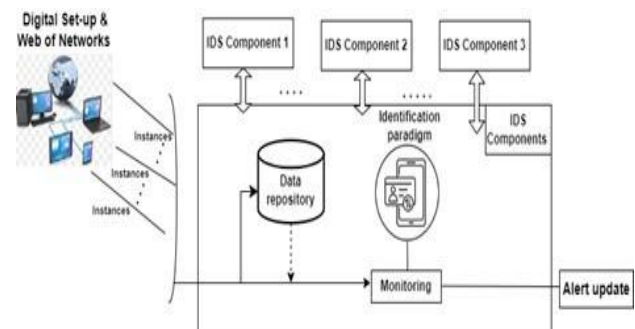 Digital Set-up &
Web of Networks
IDS Component 1
IDS Component 2
IDS Component 3
Instances
Instances
Instances
Identification
paradigm
IDS
Components
Data
repository
Monitoring
Alert update